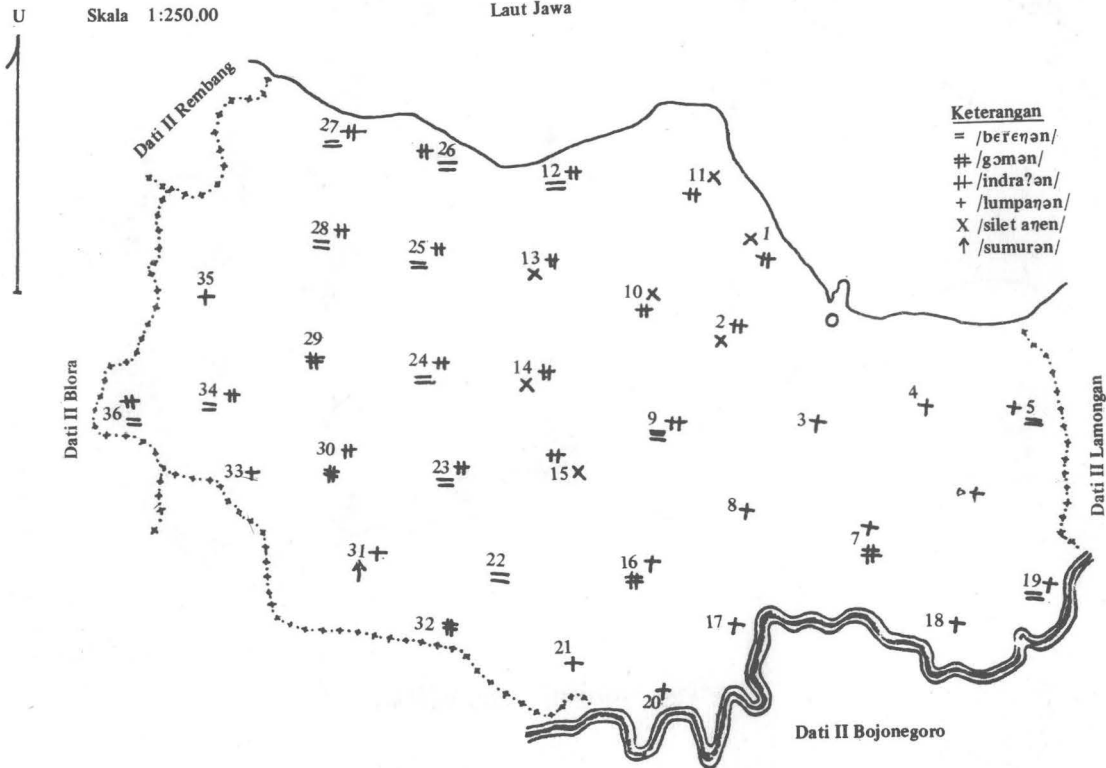 U
Skala 1:250.00
Laut Jawa
Dati II Rembang
Keterangan
= /bɛrɛŋən/
/gɔmən/
/indraʔən/
+ /lumpaŋən/
X /silet aŋen/
↑ /sumurən/
27
26
12
11
28
25
13
1
35
10
2
29
24
14
Dati II Blora
34
36
9
3
4
5
Dati II Lamongan
30
33
23
15
8
7
31
22
16
19
32
17
18
21
20
Dati II Bojonegoro